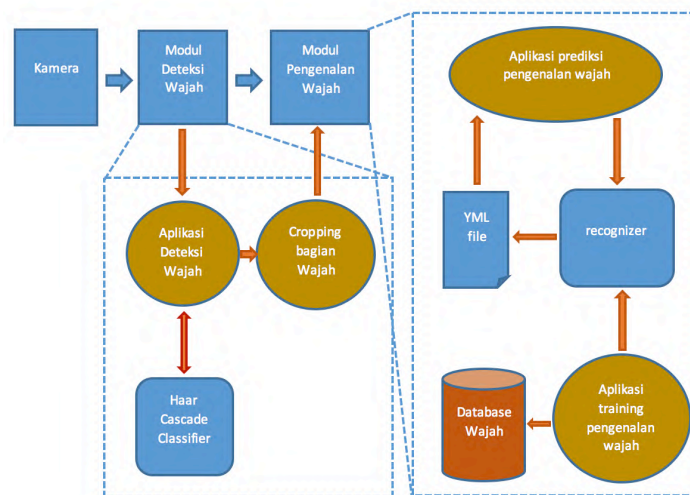 Kamera
Modul
Deteksi
Wajah
Modul
Pengenalan
Wajah
Aplikasi
Deteksi
Wajah
Cropping
bagian
Wajah
Haar
Cascade
Classifier
Aplikasi prediksi
pengenalan wajah
YML
file
recognizer
Database
Wajah
Aplikasi
training
pengenalan
wajah